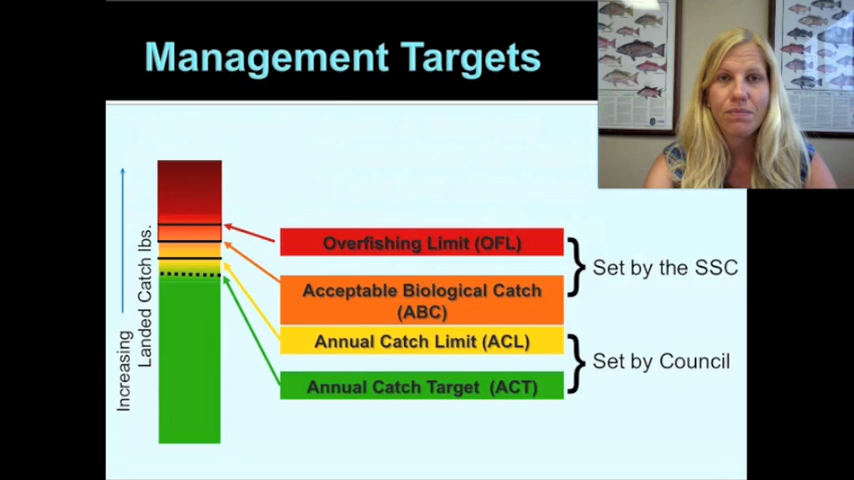 Management Targets
Increasing
Landed Catch lbs.
Overfishing Limit (OFL)
Acceptable Biological Catch
(ABC)
Annual Catch Limit (ACL)
Annual Catch Target (ACT)
Set by the SSC
Set by Council